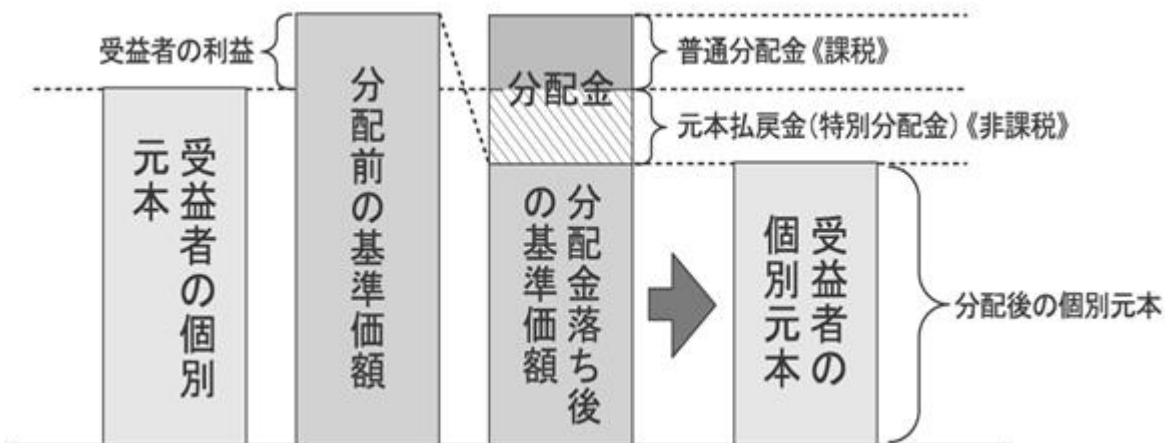 受益者の利益
受益者の個別
元本
分配前の基準価額
分配金
分配金落ち後
の基準価額
普通分配金《課税》
元本払戻金(特別分配金)《非課税》
受益者の
個別元本
分配後の個別元本